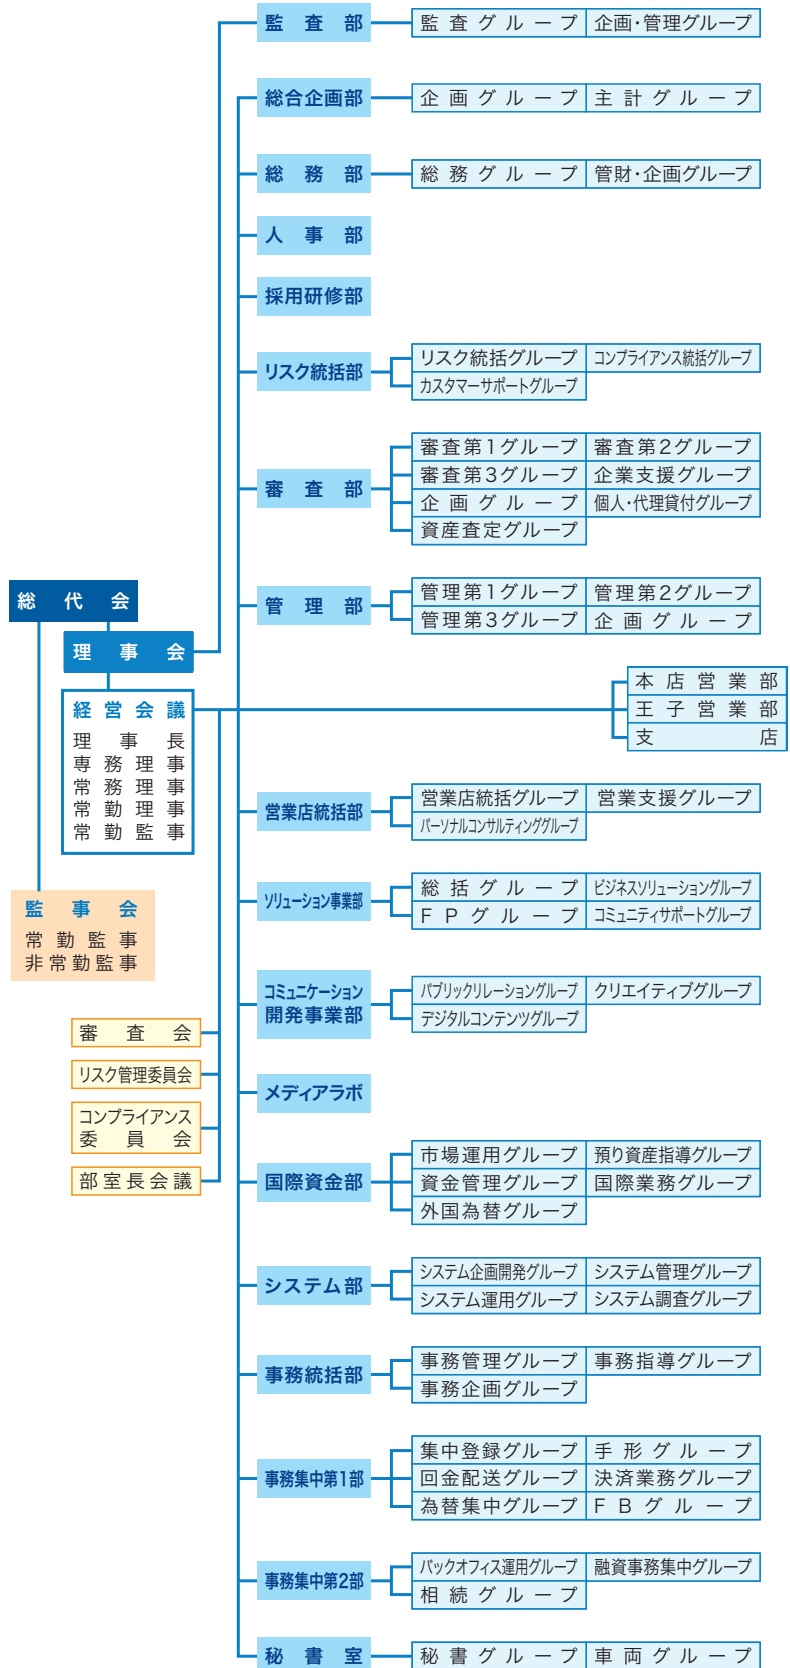 監査部
監査グループ 企画・管理グループ
総合企画部
企画グループ 主計グループ
総務部
総務グループ 管財・企画グループ
人事部
採用研修部
リスク統括部
リスク統括グループ コンプライアンス統括グループ
カスタマーサポートグループ
審査部
審査第1グループ 審査第2グループ
審査第3グループ 企業支援グループ
企画グループ 個人・代理貸付グループ
資産査定グループ
管理部
管理第1グループ 管理第2グループ
管理第3グループ 企画グループ
総代会
理事会
経営会議
理事長
専務理事
常務理事
常勤理事
常勤監事
本店営業部
王子営業部
支店
監事会
常勤監事
非常勤監事
審査会
リスク管理委員会
コンプライアンス
委員会
部室長会議
営業店統括部
営業店統括グループ 営業支援グループ
パーソナルコンサルティンググループ
ソリューション事業部
総括グループ ビジネスソリューショングループ
FPグループ コミュニティサポートグループ
コミュニケーション
開発事業部
パブリックリレーショングループ クリエイティブグループ
デジタルコンテンツグループ
メディアラボ
国際資金部
市場運用グループ 預り資産指導グループ
資金管理グループ 国際業務グループ
外国為替グループ
システム部
システム企画開発グループ システム管理グループ
システム運用グループ システム調査グループ
事務統括部
事務管理グループ 事務指導グループ
事務企画グループ
事務集中第1部
集中登録グループ 手形グループ
回金配送グループ 決済業務グループ
為替集中グループ FBグループ
事務集中第2部
バックオフィス運用グループ 融資事務集中グループ
相続グループ
秘書室
秘書グループ 車両グループ